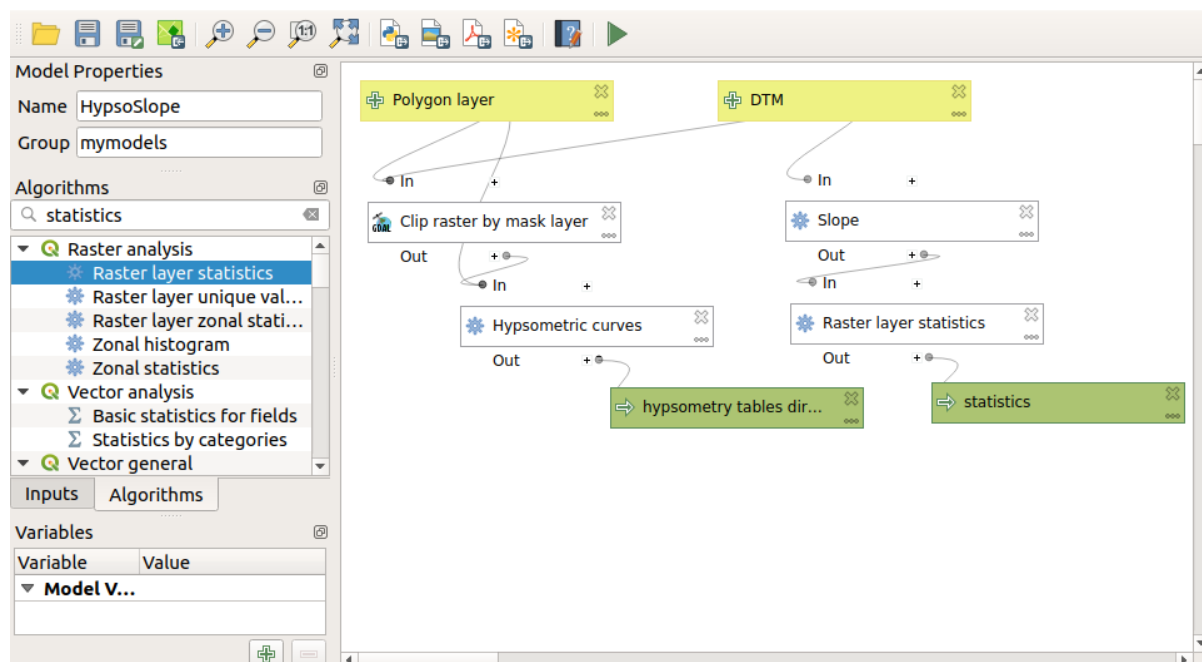 1:1
Model Properties
Name HypsoSlope
Group mymodels
Algorithms
statistics
Raster analysis
Raster layer statistics
Raster layer unique val...
Raster layer zonal stati...
Zonal histogram
Zonal statistics
Vector analysis
Σ Basic statistics for fields
Σ Statistics by categories
Vector general
Inputs Algorithms
Variables
Variable Value
Model V...
Polygon layer
DTM
In
In
GDAL
Clip raster by mask layer
Slope
Out
Out
In
In
Hypsometric curves
Raster layer statistics
Out
Out
hypsometry tables dir...
statistics